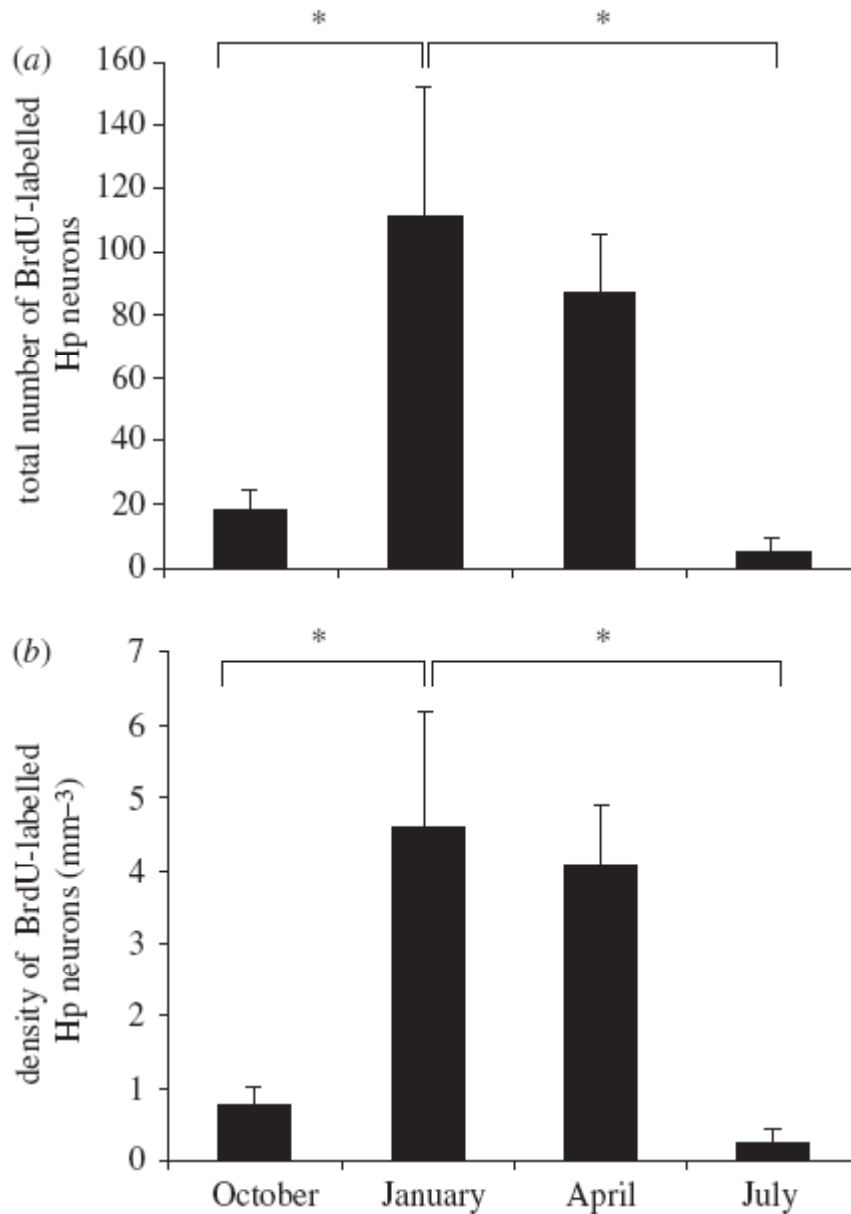 * *
(a)
160
140
120
100
80
60
40
20
0
total number of BrdU-labelled
Hp neurons
* *
(b)
7
6
5
4
3
2
1
0
density of BrdU-labelled
Hp neurons (mm⁻³)
October January April July